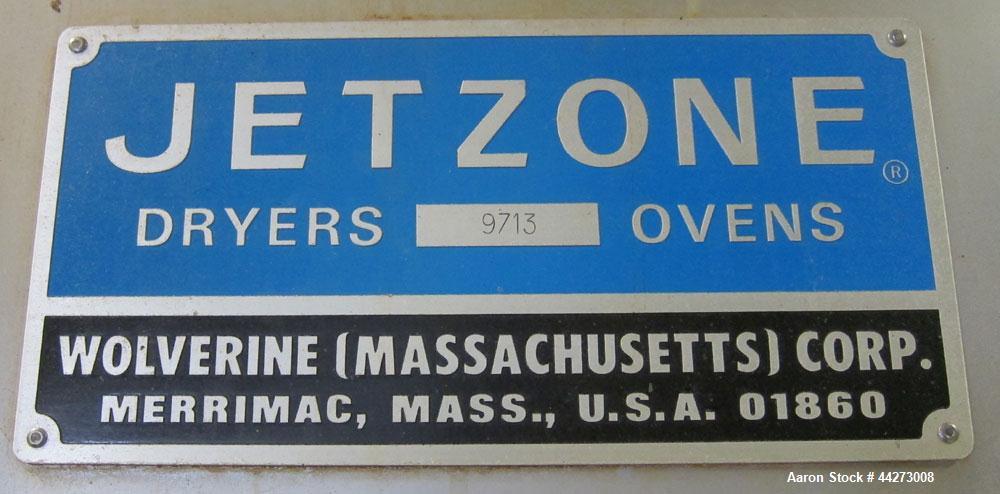 JETZONE®
DRYERS 9713 OVENS
WOLVERINE (MASSACHUSETTS) CORP.
MERRIMAC, MASS., U.S.A. 01860
Aaron Stock # 44273008